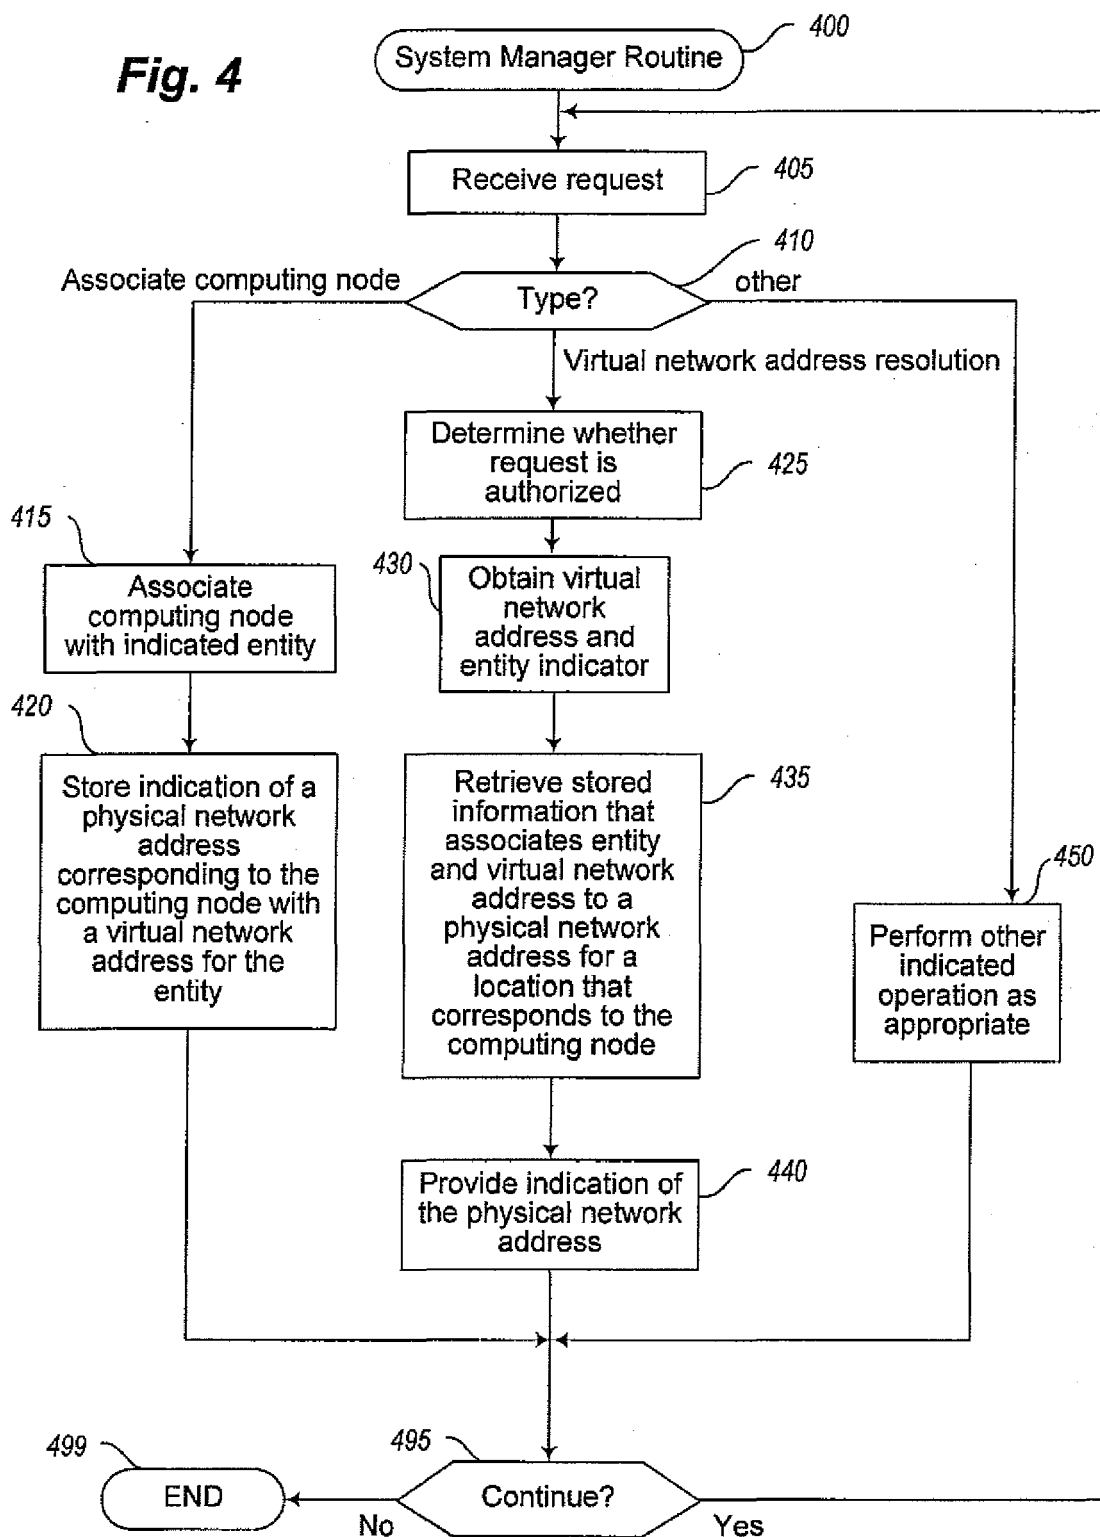 Fig. 4
400
System Manager Routine
Receive request
405
410
Associate computing node
Type?
other
Virtual network address resolution
Determine whether
request is
authorized
425
415
Associate
computing node
with indicated entity
430
Obtain virtual
network
address and
entity indicator
420
Store indication of a
physical network
address
corresponding to the
computing node with
a virtual network
address for the
entity
Retrieve stored
information that
associates entity
and virtual network
address to a
physical network
address for a
location that
corresponds to the
computing node
435
450
Perform other
indicated
operation as
appropriate
Provide indication of
the physical network
address
440
499
END
495
Continue?
No
Yes